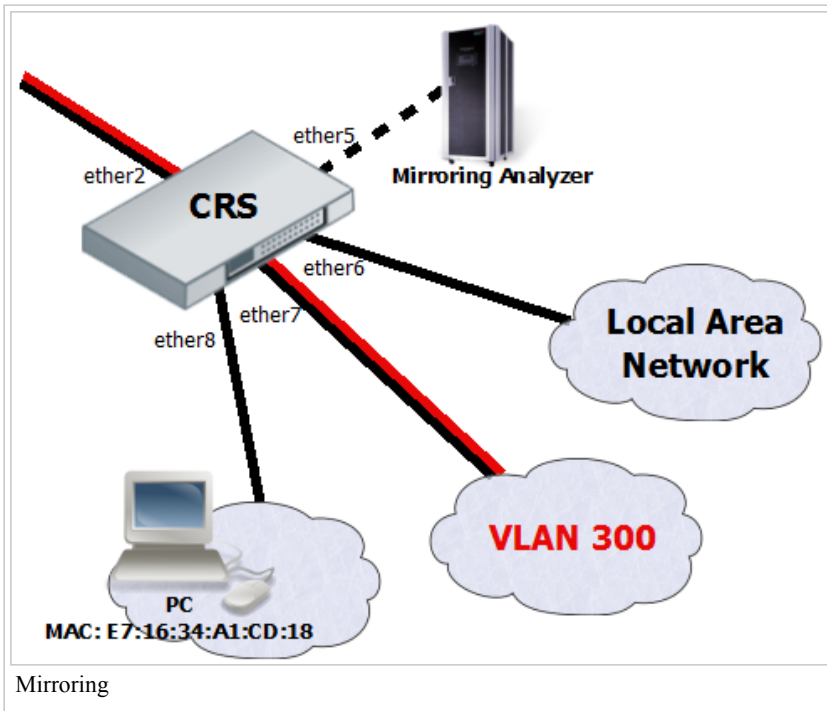 ether5
ether2
Mirroring Analyzer
CRS
ether6
ether7
ether8
Local Area
Network
VLAN 300
PC
MAC: E7:16:34:A1:CD:18
Mirroring